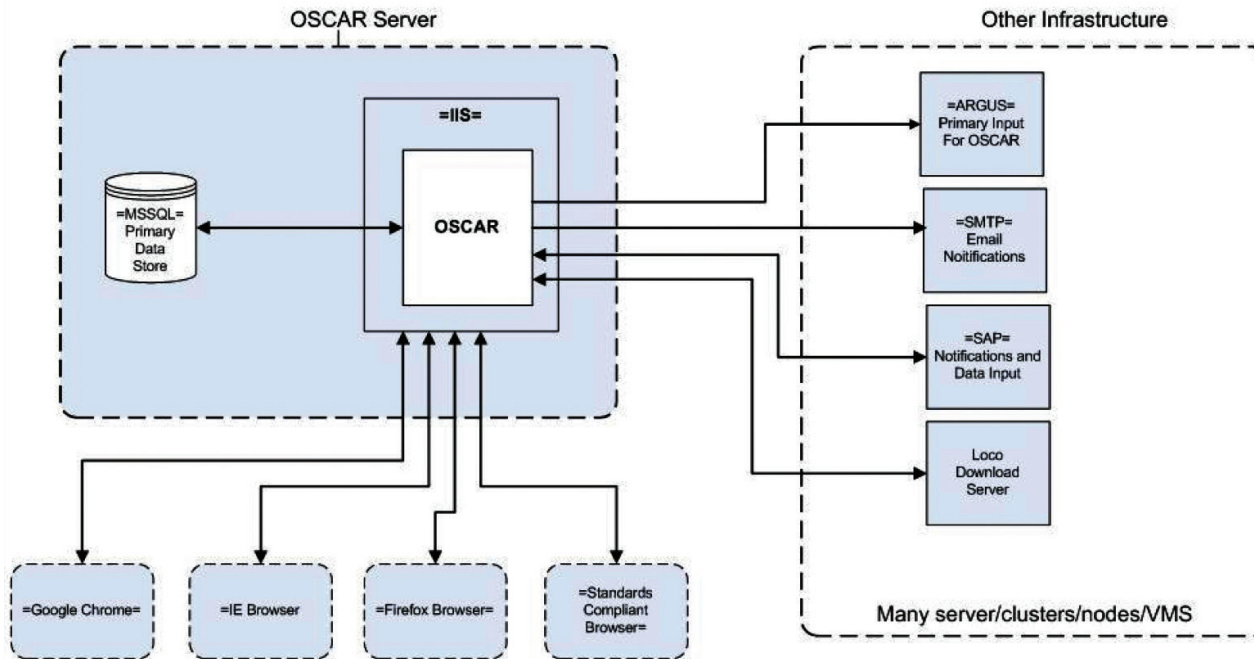 OSCAR Server
Other Infrastructure
=IIS=
OSCAR
=MSSQL=
Primary
Data
Store
=ARGUS=
Primary Input
For OSCAR
=SMTP=
Email
Noitifications
=SAP=
Notifications and
Data Input
Loco
Download
Server
=Google Chrome=
=IE Browser
=Firefox Browser=
=Standards
Compliant
Browser=
Many server/clusters/nodes/VMS